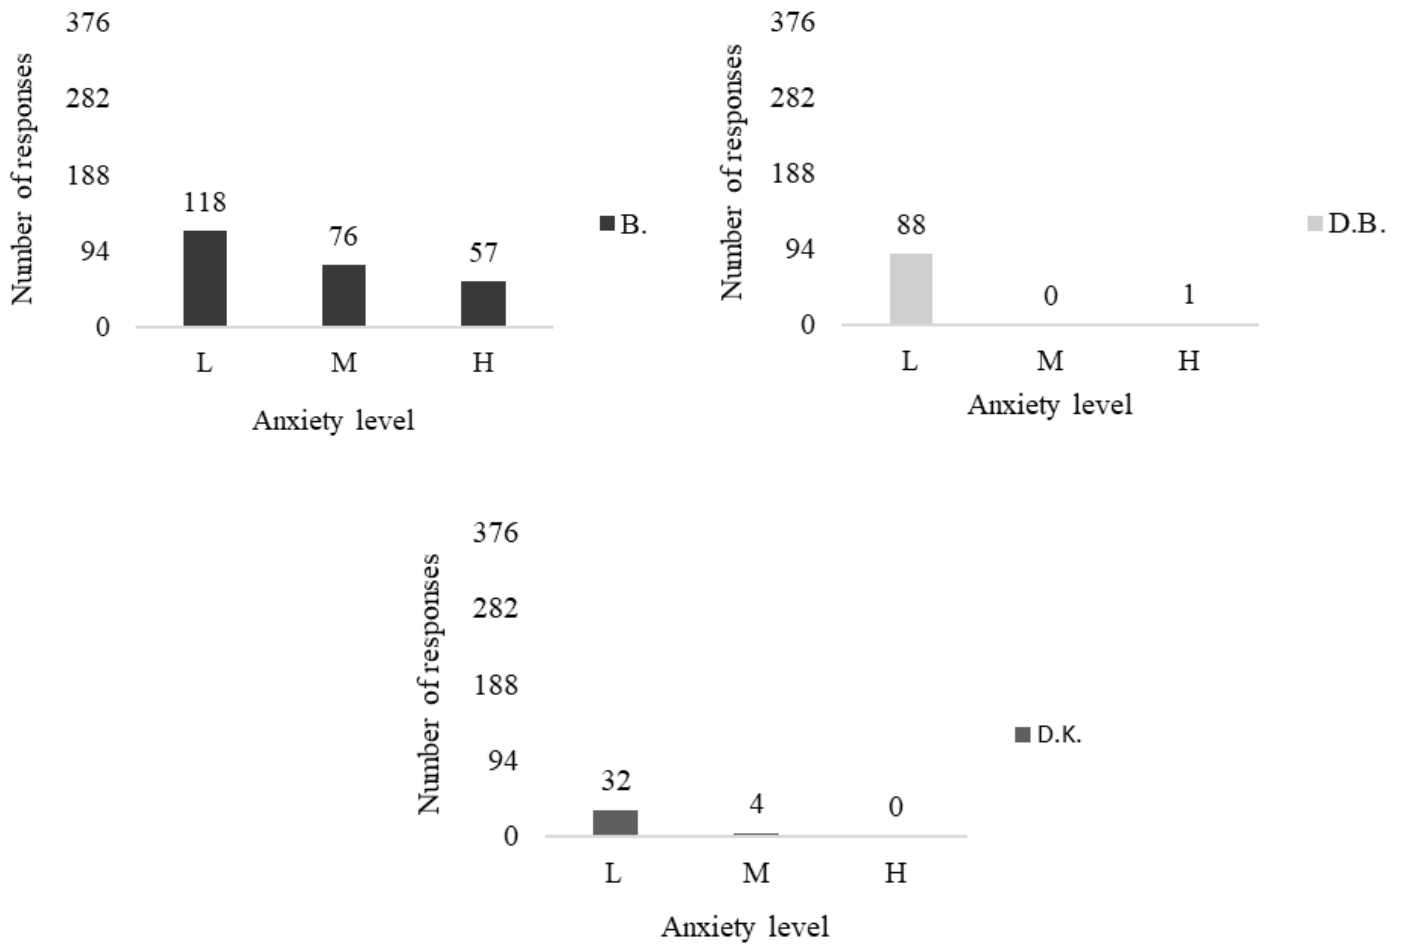 Number of responses
376
282
188
94
0
118
76
57
L
M
H
Anxiety level
B.
Number of responses
376
282
188
94
0
88
0
1
L
M
H
Anxiety level
D.B.
Number of responses
376
282
188
94
0
32
4
0
L
M
H
Anxiety level
D.K.